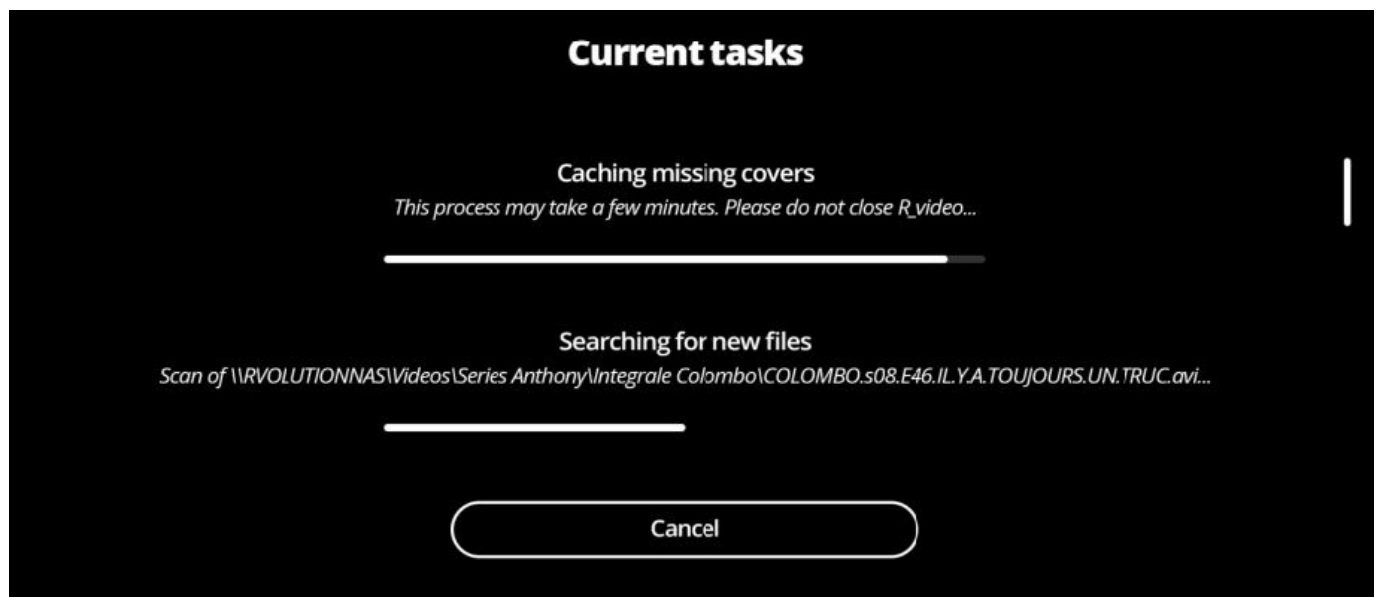 Current tasks
Caching missing covers
This process may take a few minutes. Please do not close R_video...
Searching for new files
Scan of \\RVOLUTIONNAS\Videos\Series Anthony\Integrale Colombo\COLOMBO.s08.E46.IL.Y.A.TOUJOURS.UN.TRUC.avi...
Cancel